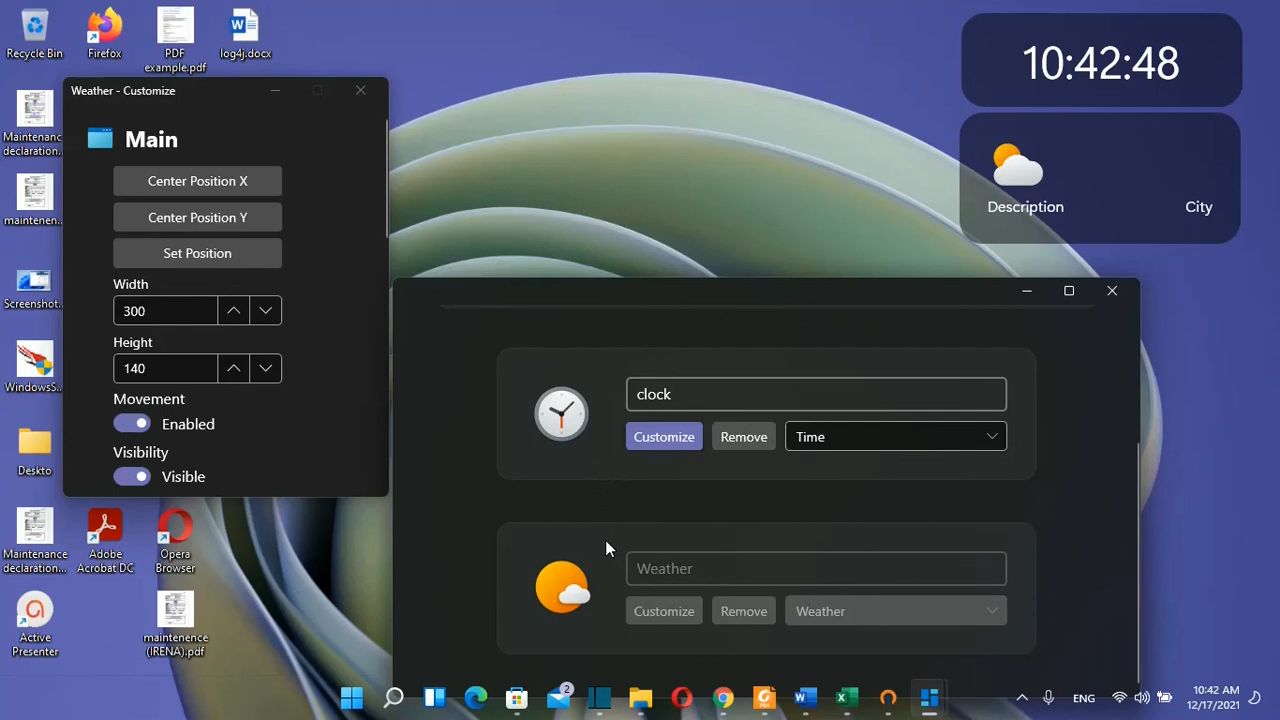 Recycle Bin
Firefox
PDF
example.pdf
log4j.docx
10:42:48
Maintenance
declaration...
Weather - Customize
Main
Center Position X
Center Position Y
Set Position
Width
300
Height
140
Movement
Enabled
Visibility
Visible
Description
City
maintenen...
Screenshot...
WindowsS...
Deskto
clock
Customize
Remove
Time
Weather
Customize
Remove
Weather
Maintenance
declaration...
Adobe
Acrobat DC
Opera
Browser
Active
Presenter
maintenence
(IRENA).pdf
2
ENG
10:42 AM
12/17/2021